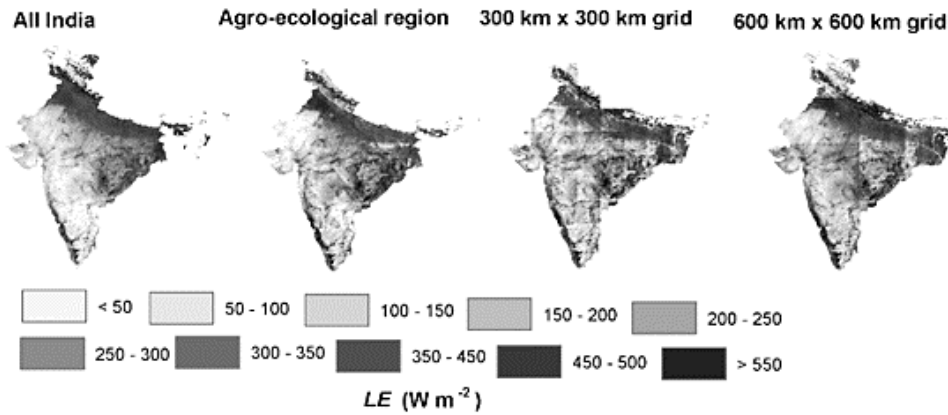 All India Agro-ecological region 300 km x 300 km grid 600 km x 600 km grid
< 50 50 - 100 100 - 150 150 - 200 200 - 250
250 - 300 300 - 350 350 - 450 450 - 500 > 550
LE (W m⁻²)